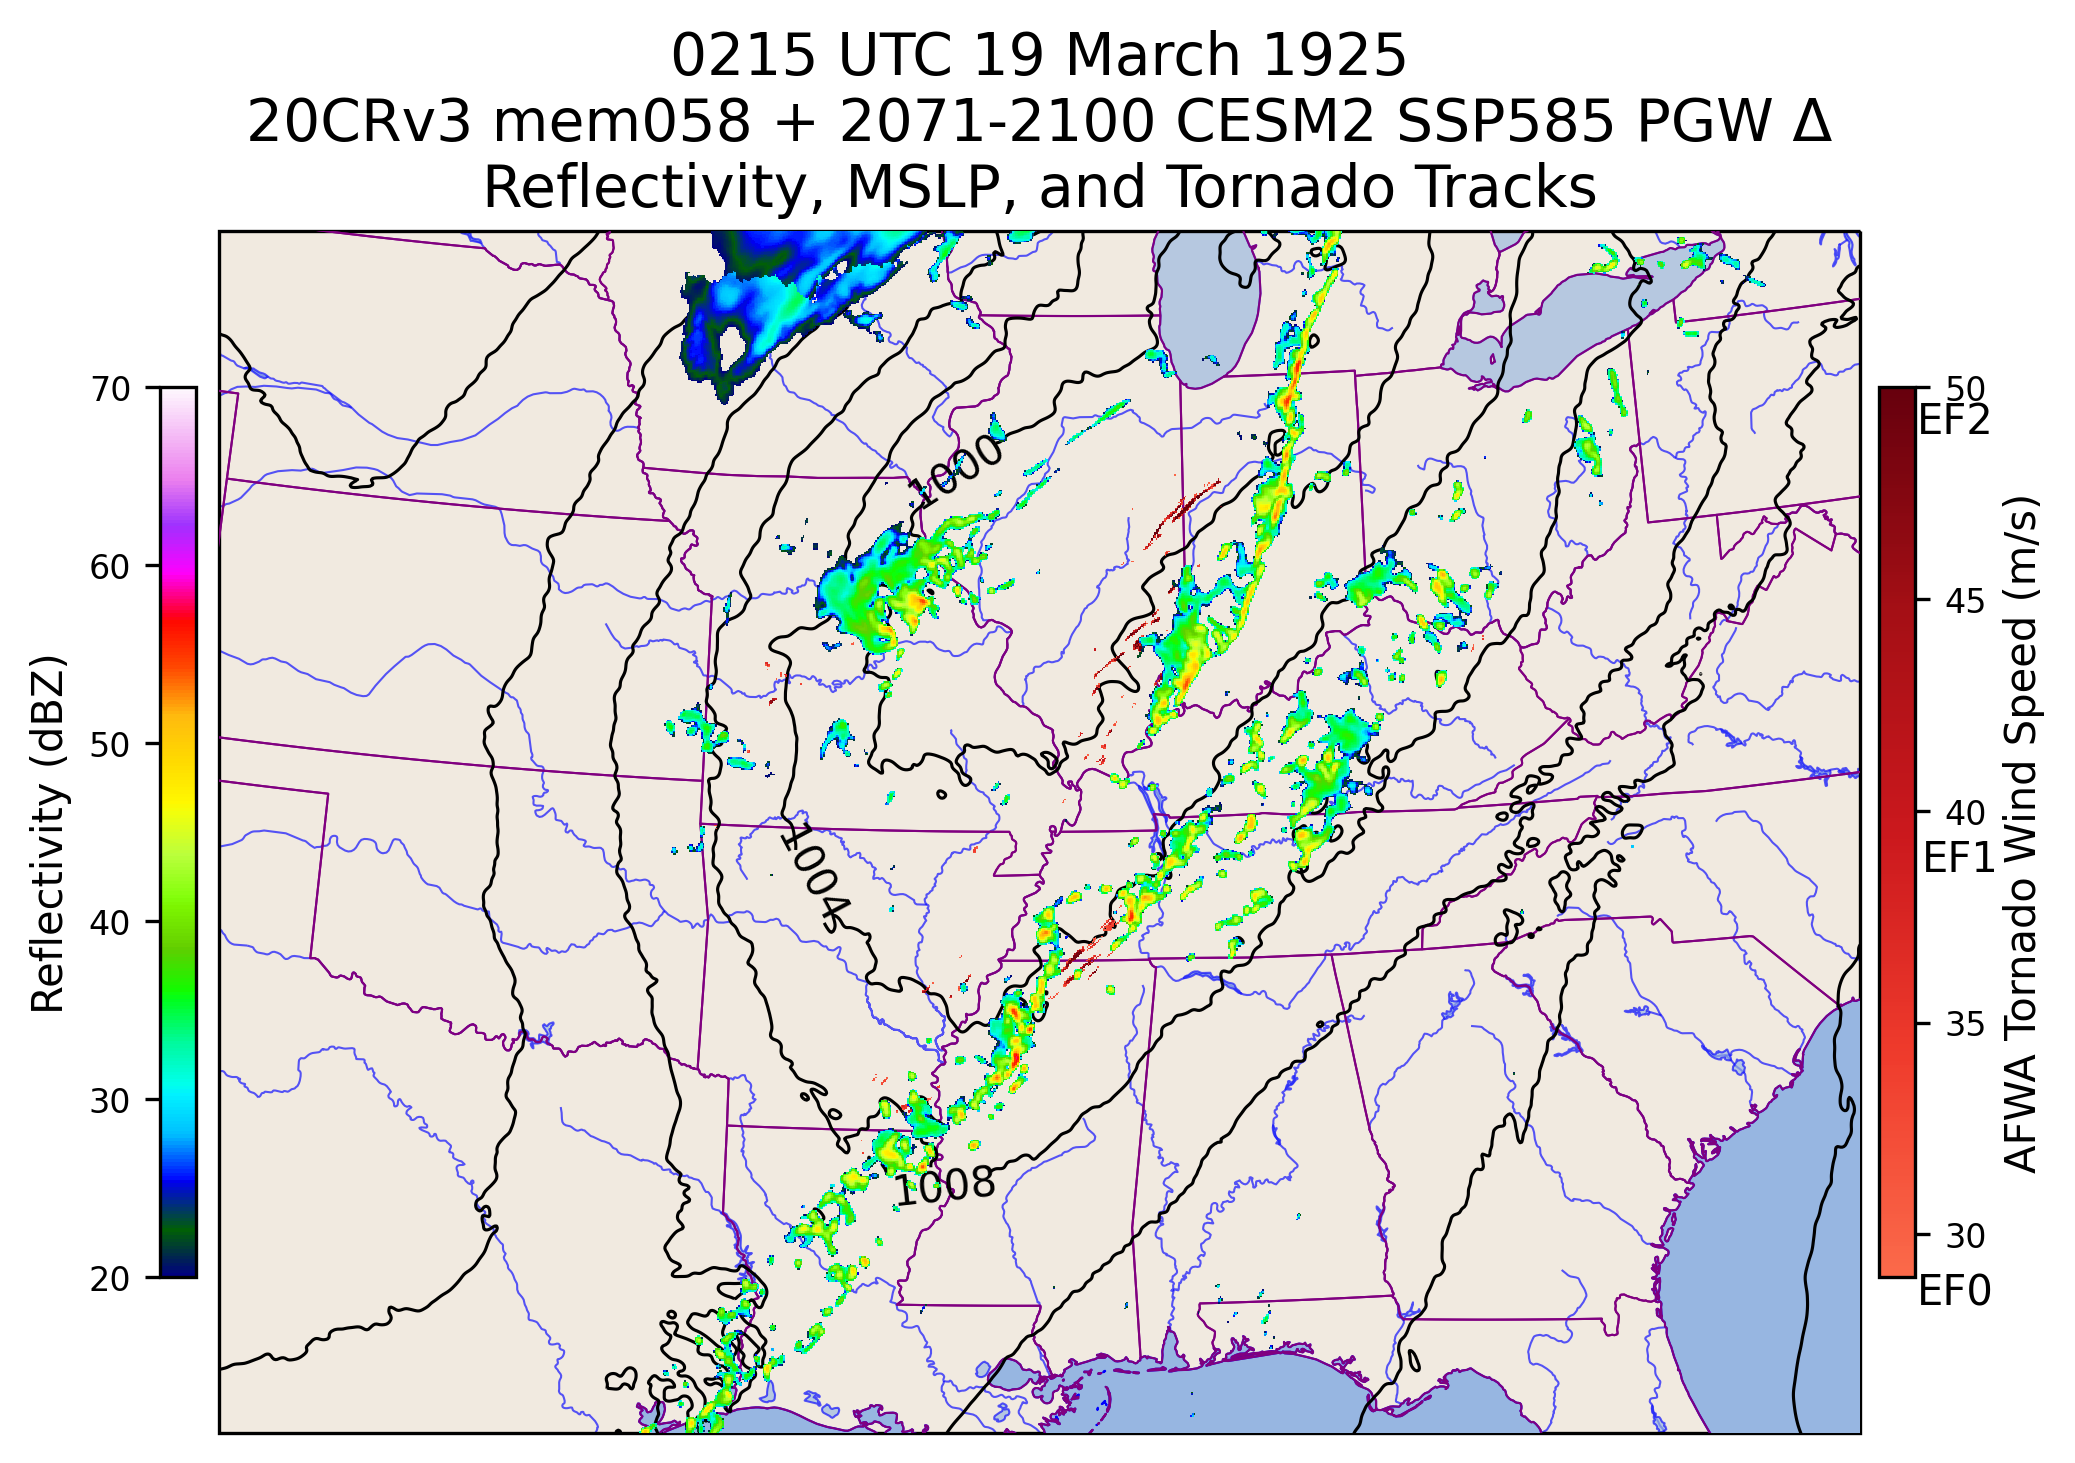 0215 UTC 19 March 1925
20CRv3 mem058 + 2071-2100 CESM2 SSP585 PGW Δ
Reflectivity, MSLP, and Tornado Tracks
Reflectivity (dBZ)
70
60
50
40
30
20
1000
1004
1008
50
EF2
45
40
EF1
35
30
EF0
AFWA Tornado Wind Speed (m/s)